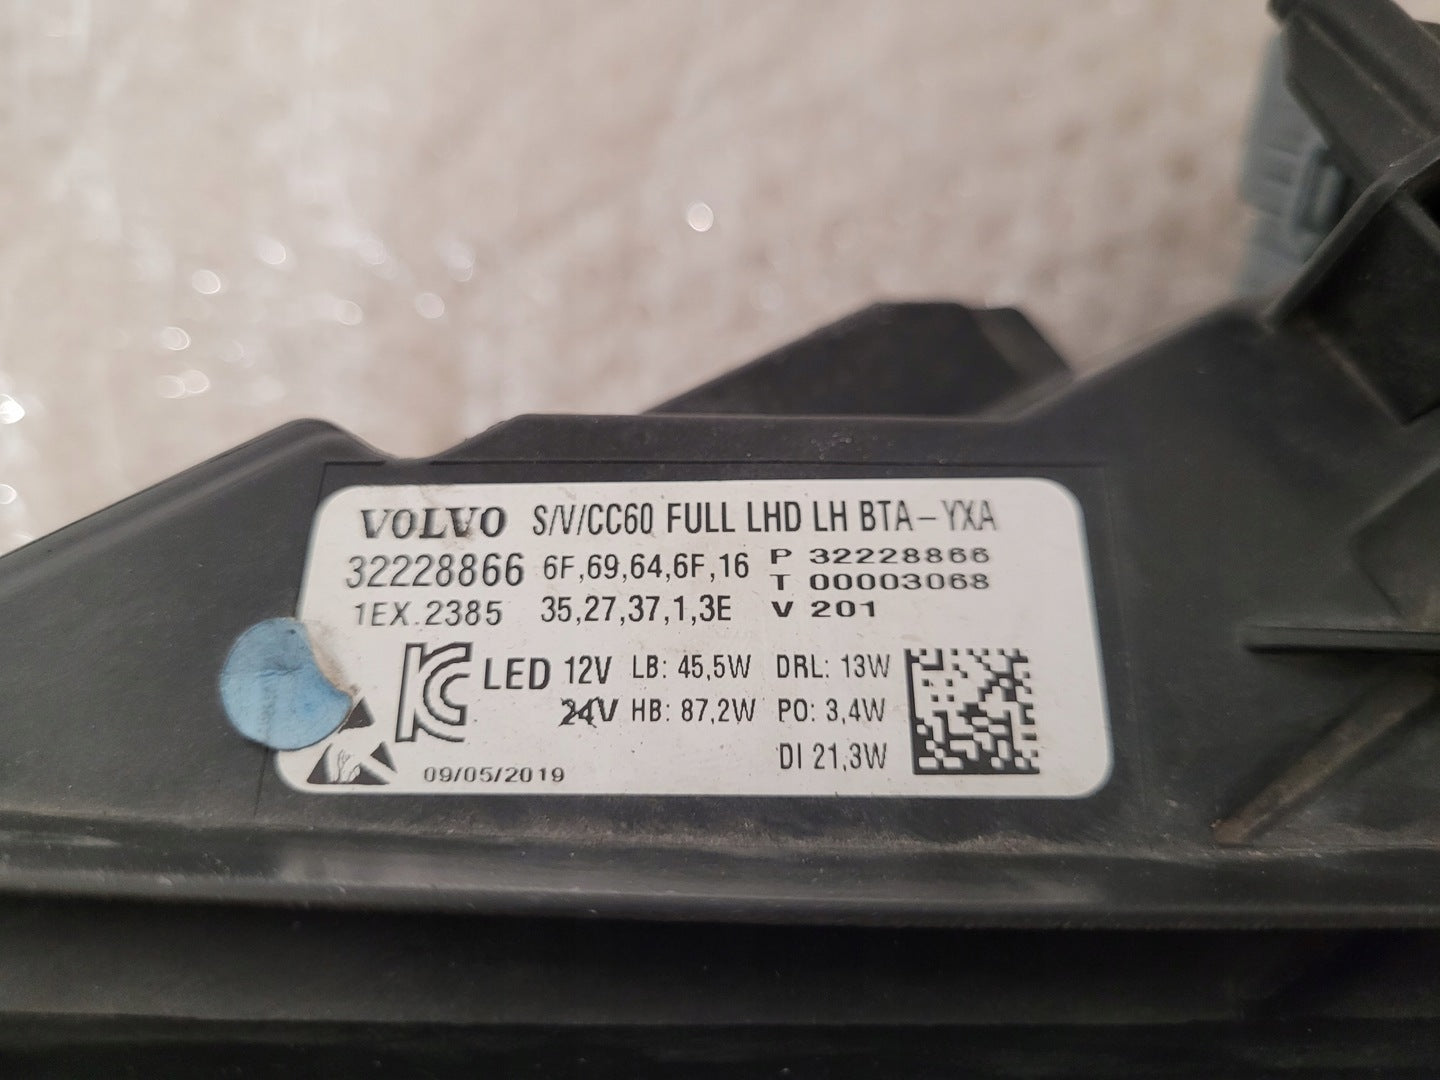 VOLVO S/V/CC60 FULL LHD LH BTA-YXA
32228866 6F,69,64,6F,16 P 32228866
T 00003068
1EX.2385 35,27,37,1,3E V 201
LED 12V LB: 45,5W DRL: 13W
24V HB: 87,2W PO: 3,4W
DI 21,3W
09/05/2019